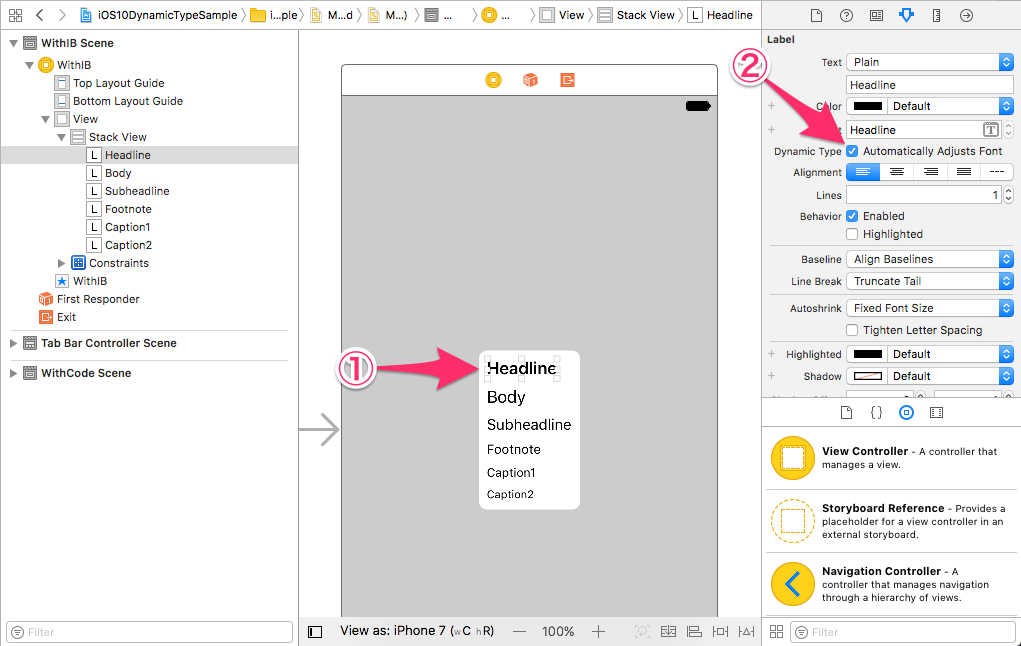 iOS10DynamicTypeSample
i...ple
M...d
M...)
...
...
View
Stack View
L Headline
WithIB Scene
WithIB
Top Layout Guide
Bottom Layout Guide
View
Stack View
L Headline
L Body
L Subheadline
L Footnote
L Caption1
L Caption2
Constraints
WithIB
First Responder
Exit
Tab Bar Controller Scene
WithCode Scene
Filter
①
Headline
Body
Subheadline
Footnote
Caption1
Caption2
View as: iPhone 7 (wC hR)
— 100% +
②
Label
Text Plain
Headline
+ Color Default
+ Headline T
Dynamic Type Automatically Adjusts Font
Alignment ---
Lines 1
Behavior Enabled
Highlighted
Baseline Align Baselines
Line Break Truncate Tail
Autoshrink Fixed Font Size
Tighten Letter Spacing
+ Highlighted Default
+ Shadow Default
{}
View Controller - A controller that
manages a view.
Storyboard Reference - Provides a
placeholder for a view controller in an
external storyboard.
Navigation Controller - A
controller that manages navigation
through a hierarchy of views.
Filter